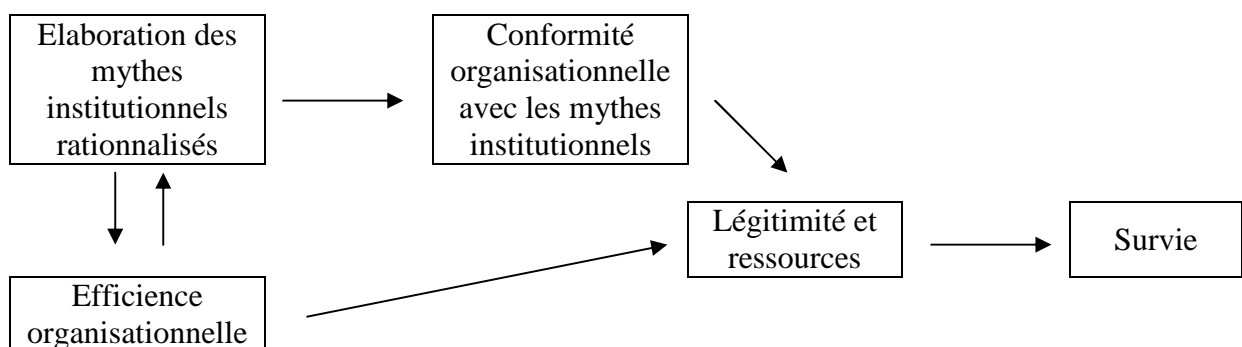 Elaboration des
mythes
institutionnels
rationnalisés
Conformité
organisationnelle
avec les mythes
institutionnels
Légitimité et
ressources
Survie
Efficience
organisationnelle